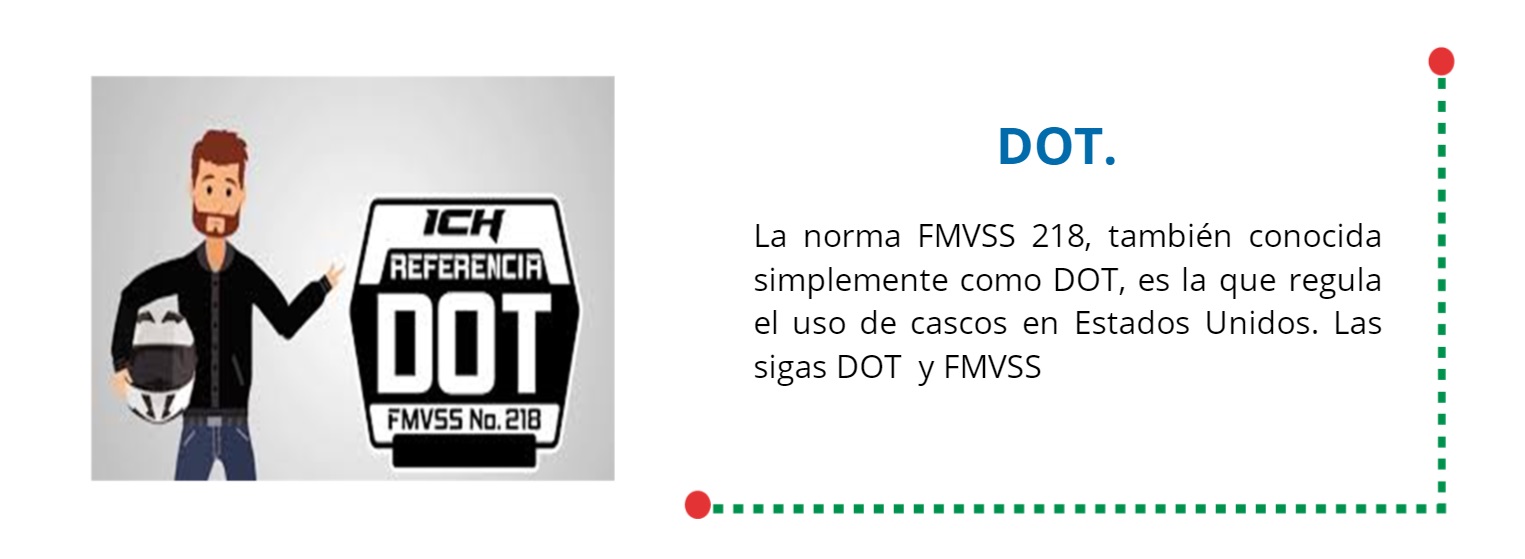 ICH
REFERENCIA
DOT
FMVSS No. 218
DOT.
La norma FMVSS 218, también conocida
simplemente como DOT, es la que regula
el uso de cascos en Estados Unidos. Las
sigas DOT y FMVSS